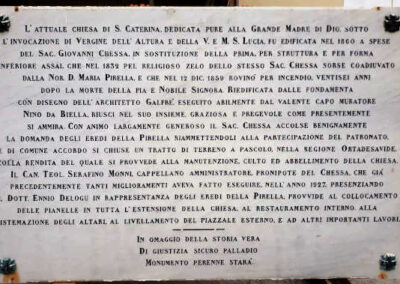 L'attuale chiesa di S. Caterina, dedicata pure alla Grande Madre di Dio, sotto
l'invocazione di Vergine dell'Altura e della V. e M. S. Lucia, fu edificata nel 1860 a spese
del Sac. Giovanni Chessa, in sostituzione della prima, per struttura e per forma
inferiore assai, che nel 1832 pel religioso zelo dello stesso Sac. Chessa sorse coadiuvato
dalla Nob. D. Maria Pirella, e che nel 12 dic. 1859 rovinò per incendio, ventisei anni
dopo la morte della pia e Nobile Signora. Riedificata dalle fondamenta
con disegno dell'Architetto Galfré eseguito abilmente dal valente capo muratore
Nino da Biella, riuscì nel suo insieme, graziosa e pregevole come presentemente
si ammira. Con animo largamente generoso il Sac. Chessa accolse benignamente
la domanda degli eredi della Pirella riammettendoli alla partecipazione del patronato,
e di comune accordo si chiuse un tratto di terreno a pascolo, nella regione Ortadesavide,
colla rendita del quale si provvede alla manutenzione, culto ed abbellimento della chiesa.
Il Can. Teol. Serafino Monni, cappellano amministratore, pronipote del Chessa, che già
precedentemente tanti miglioramenti aveva fatto eseguire, nell'anno 1927, presenziando
il Dott. Ennio Delogu in rappresentanza degli eredi della Pirella, provvide al collocamento
delle pianelle in tutta l'estensione della chiesa, al restauramento interno, alla
sistemazione degli altari, al livellamento del piazzale esterno, e ad altri importanti lavori.
In omaggio della storia vera
Di giustizia sicuro palladio
Monumento perenne starà.